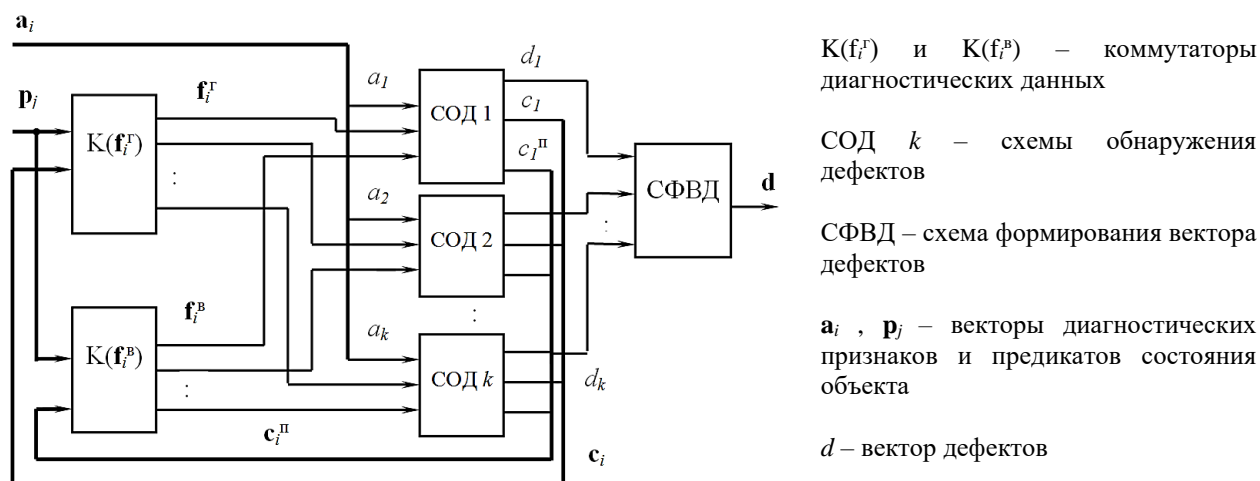 a_i
p_j
K(f_i^г)
f_i^г
:
K(f_i^в)
f_i^в
:
c_i^п
a_1
СОД 1
d_1
c_1
c_1^п
a_2
СОД 2
:
a_k
СОД k
d_k
c_i
:
СФВД
d
K(f_i^г) и K(f_i^в) – коммутаторы
диагностических данных
СОД k – схемы обнаружения
дефектов
СФВД – схема формирования вектора
дефектов
a_i , p_j – векторы диагностических
признаков и предикатов состояния
объекта
d – вектор дефектов